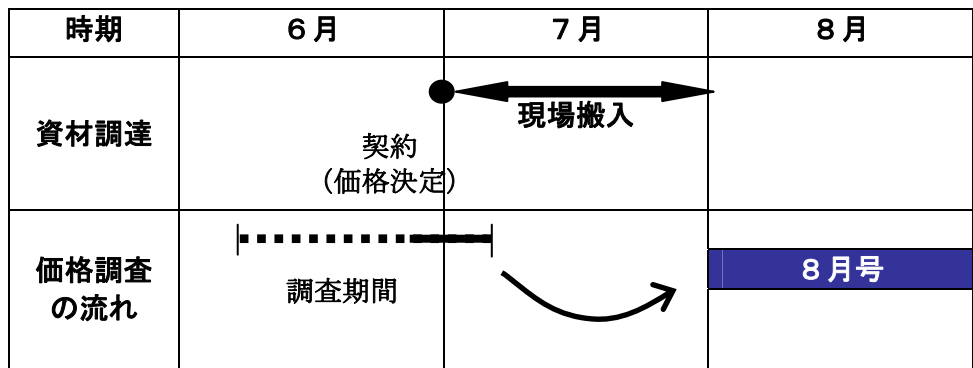 時期
６月
７月
８月
資材調達
現場搬入
契約
（価格決定）
価格調査
の流れ
調査期間
８月号